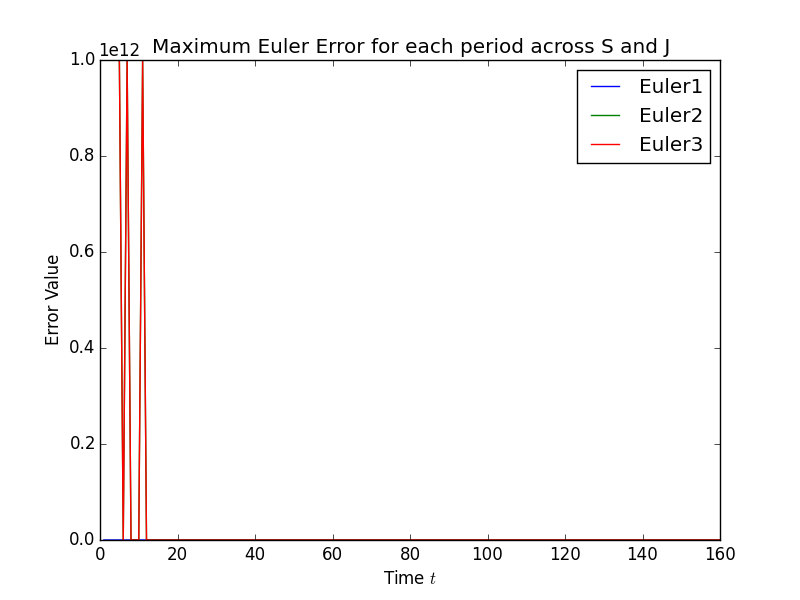 Maximum Euler Error for each period across S and J
1e12
1.0
0.8
0.6
0.4
0.2
0.0
Error Value
Euler1
Euler2
Euler3
0 20 40 60 80 100 120 140 160
Time t